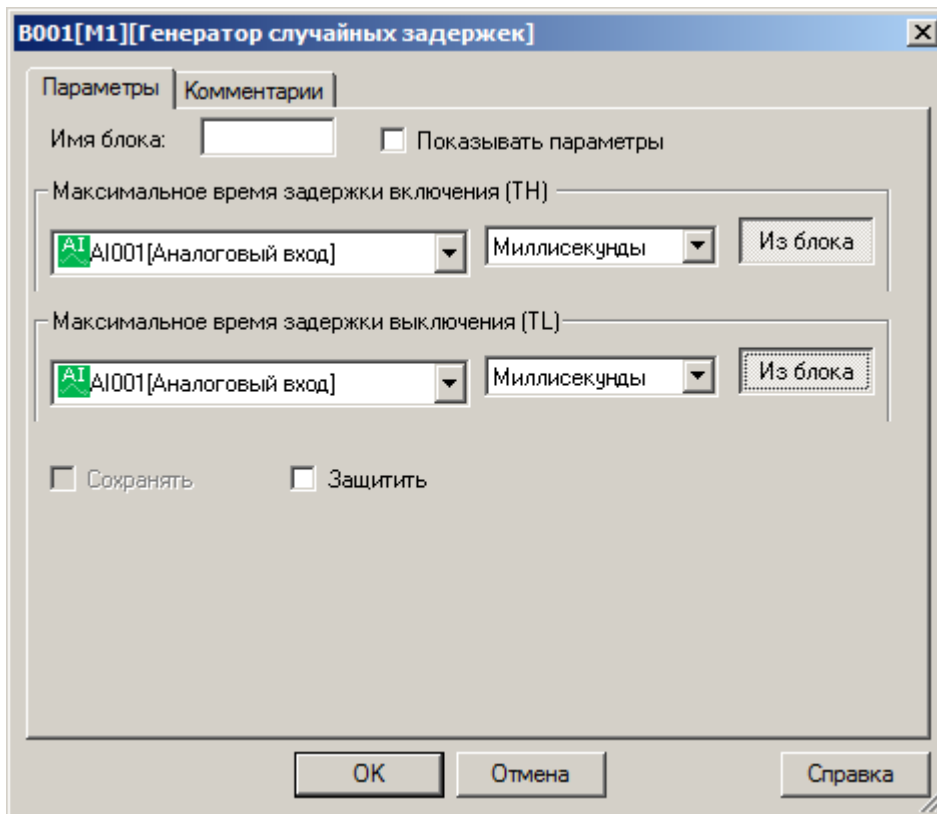 B001[M1][Генератор случайных задержек]
Параметры Комментарии
Имя блока: Показывать параметры
Максимальное время задержки включения (TH)
AI AI001[Аналоговый вход] Миллисекунды Из блока
Максимальное время задержки выключения (TL)
AI AI001[Аналоговый вход] Миллисекунды Из блока
Сохранять Защитить
OK Отмена Справка